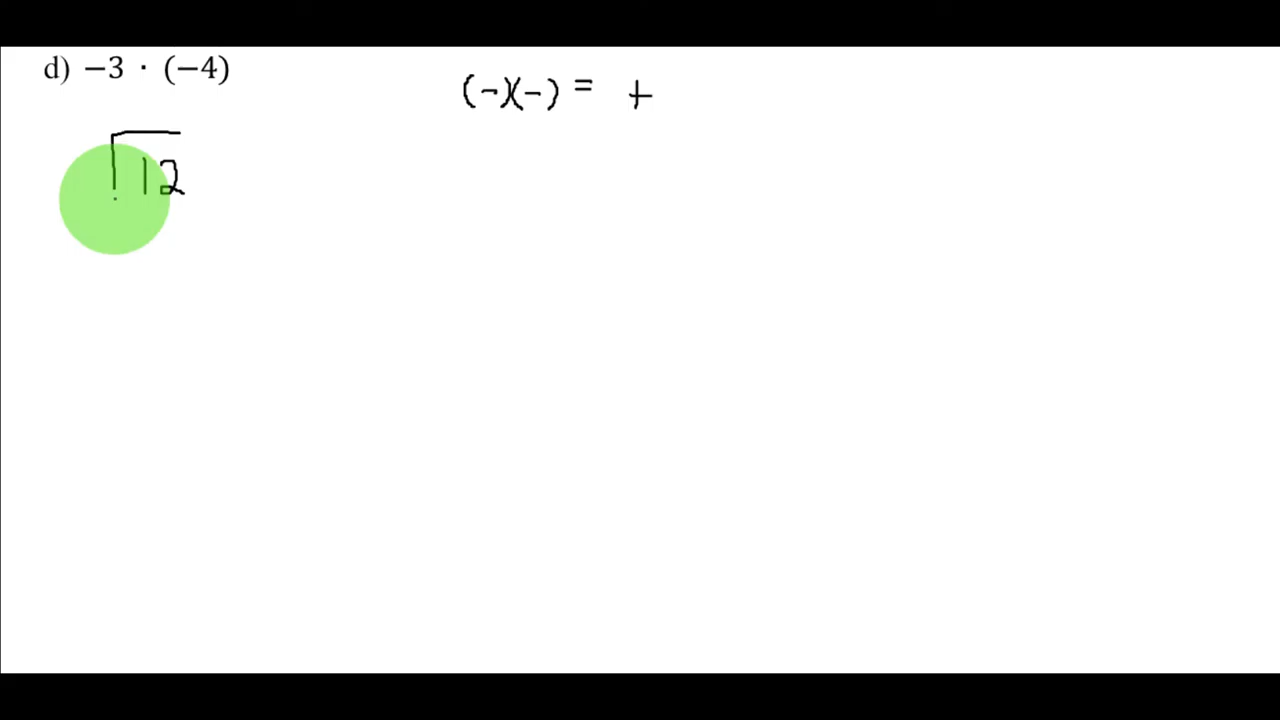 d) −3 · (−4)
(-)(-) = +
12